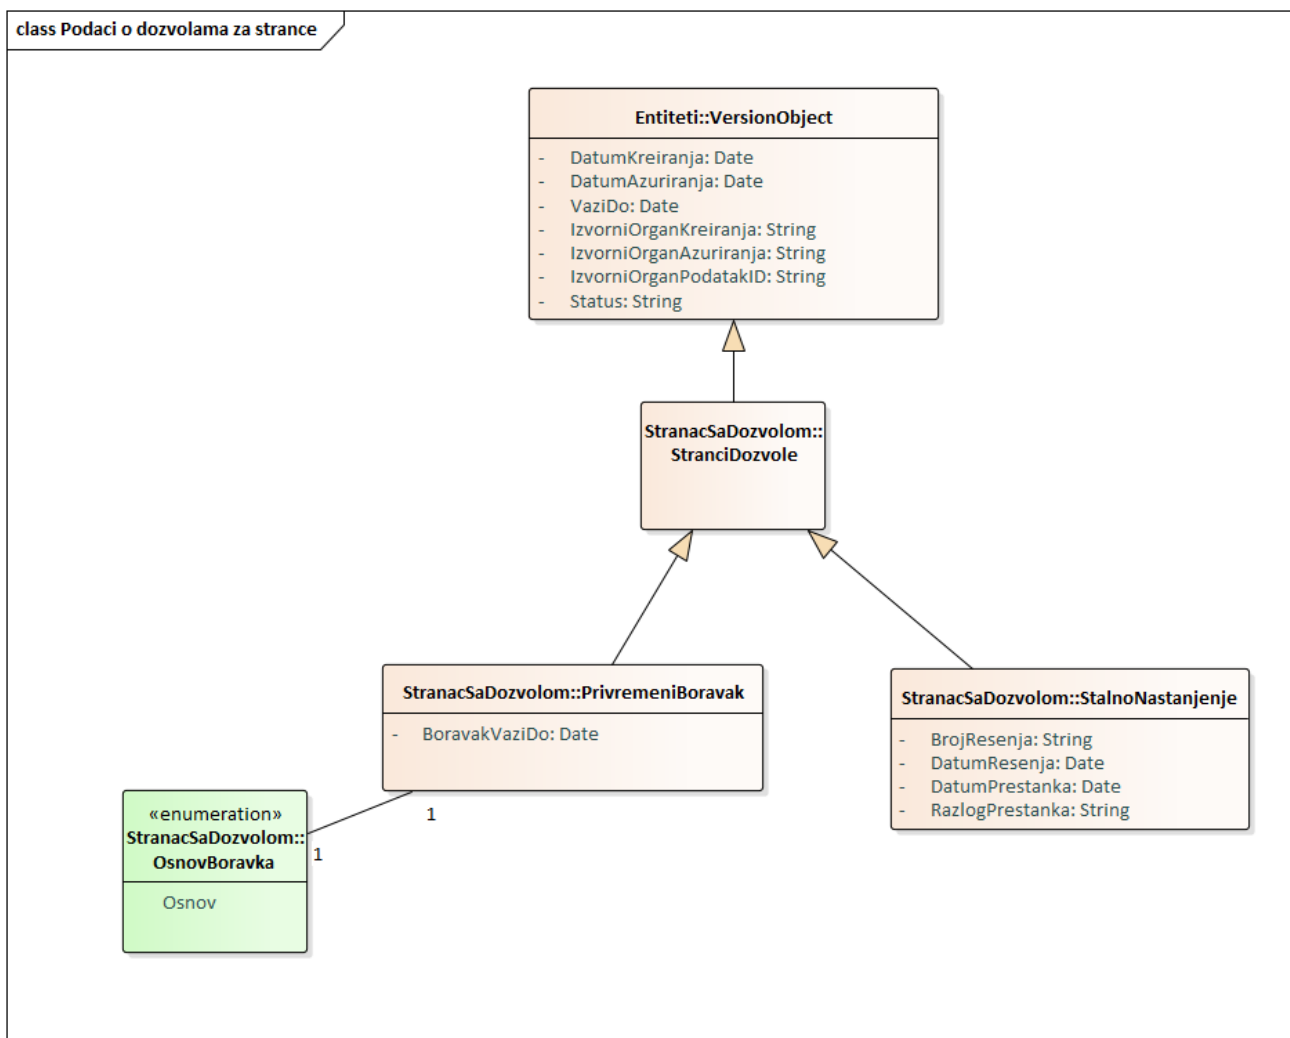 class Podaci o dozvolama za strance
Entiteti::VersionObject
- DatumKreiranja: Date
- DatumAzuriranja: Date
- VaziDo: Date
- IzvorniOrganKreiranja: String
- IzvorniOrganAzuriranja: String
- IzvorniOrganPodatakID: String
- Status: String
StranacSaDozvolom::
StranciDozvole
StranacSaDozvolom::PrivremeniBoravak
- BoravakVaziDo: Date
StranacSaDozvolom::StalnoNastanjenje
- BrojResenja: String
- DatumResenja: Date
- DatumPrestanka: Date
- RazlogPrestanka: String
1
1
«enumeration»
StranacSaDozvolom::
OsnovBoravka
Osnov